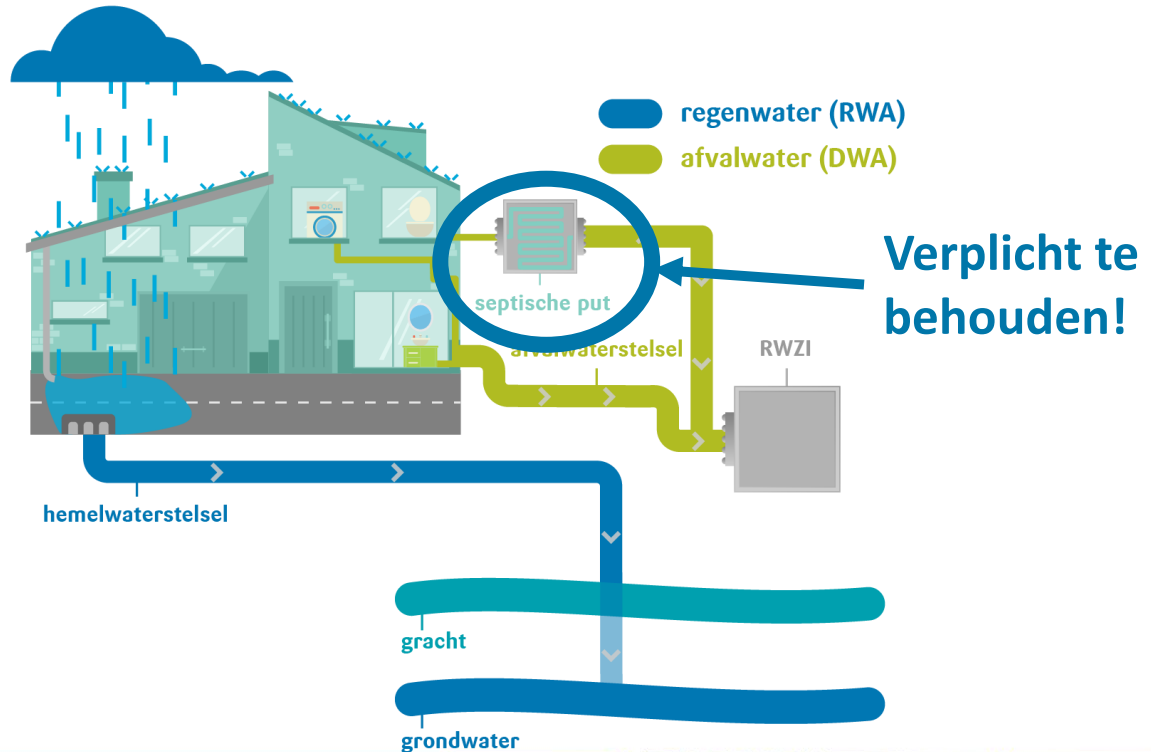 regenwater (RWA)
afvalwater (DWA)
Verplicht te
behouden!
septische put
afvalwaterstelsel
RWZI
hemelwaterstelsel
gracht
grondwater